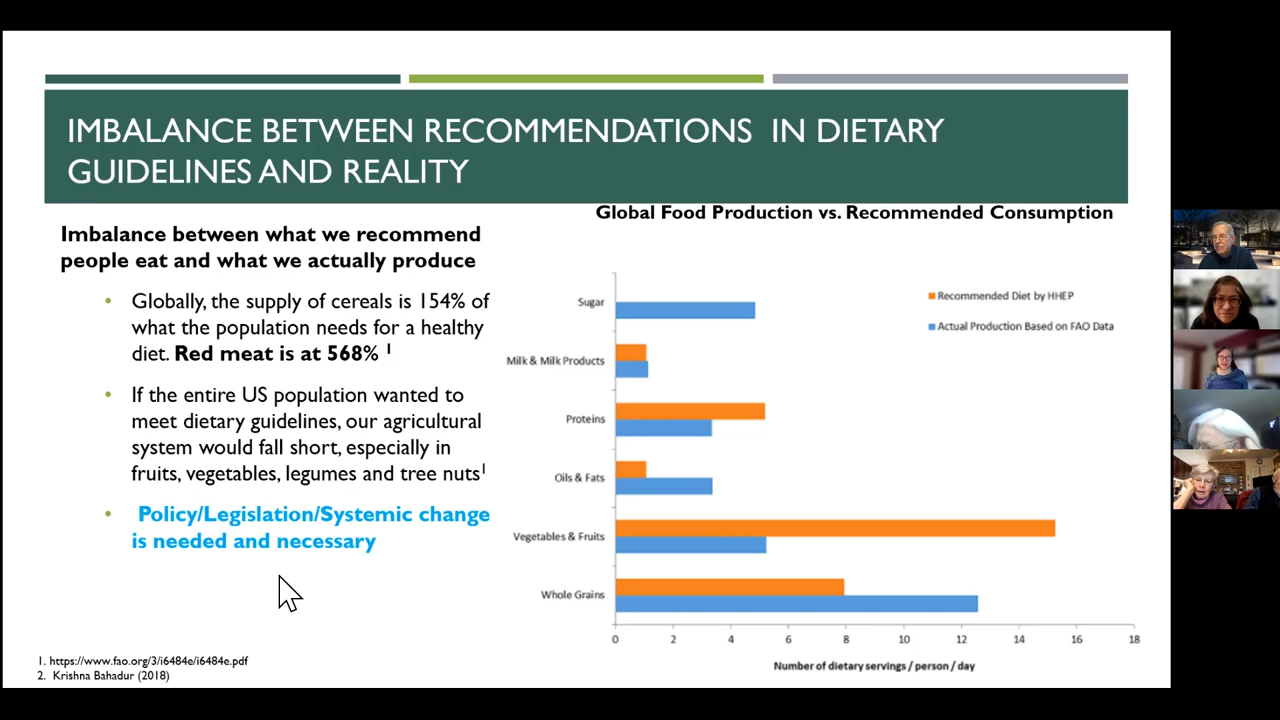 IMBALANCE BETWEEN RECOMMENDATIONS IN DIETARY
GUIDELINES AND REALITY
Imbalance between what we recommend
people eat and what we actually produce
• Globally, the supply of cereals is 154% of
what the population needs for a healthy
diet. Red meat is at 568% 1
• If the entire US population wanted to
meet dietary guidelines, our agricultural
system would fall short, especially in
fruits, vegetables, legumes and tree nuts1
• Policy/Legislation/Systemic change
is needed and necessary
1. https://www.fao.org/3/i6484e/i6484e.pdf
2. Krishna Bahadur (2018)
Global Food Production vs. Recommended Consumption
Recommended Diet by HHEP
Actual Production Based on FAO Data
Sugar
Milk & Milk Products
Proteins
Oils & Fats
Vegetables & Fruits
Whole Grains
0 2 4 6 8 10 12 14 16 18
Number of dietary servings / person / day